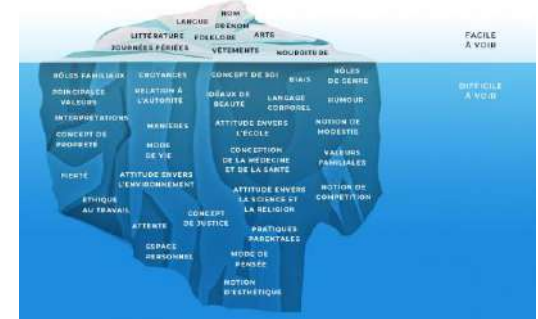 NOM
LANGUE
PRÉNOM
LITTÉRATURE
FOLKLORE
ARTS
JOURNÉES FÉRIÉES
VÊTEMENTS
NOURRITURE
FACILE
À VOIR
RÔLES FAMILIAUX
CROYANCES
CONCEPT DE SOI
BIAIS
RÔLES
DE GENRE
DIFFICILE
À VOIR
PRINCIPALES
VALEURS
RELATION À
L'AUTORITÉ
IDÉAUX DE
BEAUTÉ
LANGAGE
CORPOREL
HUMOUR
INTERPRÉTATIONS
MANIÈRES
ATTITUDE ENVERS
L'ÉCOLE
NOTION DE
MODESTIE
CONCEPT DE
PROPRETÉ
MODE
DE VIE
CONCEPTION
DE LA MÉDECINE
ET DE LA SANTÉ
VALEURS
FAMILIALES
FIERTÉ
ATTITUDE ENVERS
L'ENVIRONNEMENT
ATTITUDE ENVERS
LA SCIENCE ET
LA RELIGION
NOTION DE
COMPÉTITION
ÉTHIQUE
AU TRAVAIL
ATTENTE
CONCEPT
DE JUSTICE
PRATIQUES
PARENTALES
ESPACE
PERSONNEL
MODE DE
PENSÉE
NOTION
D'ESTHÉTIQUE